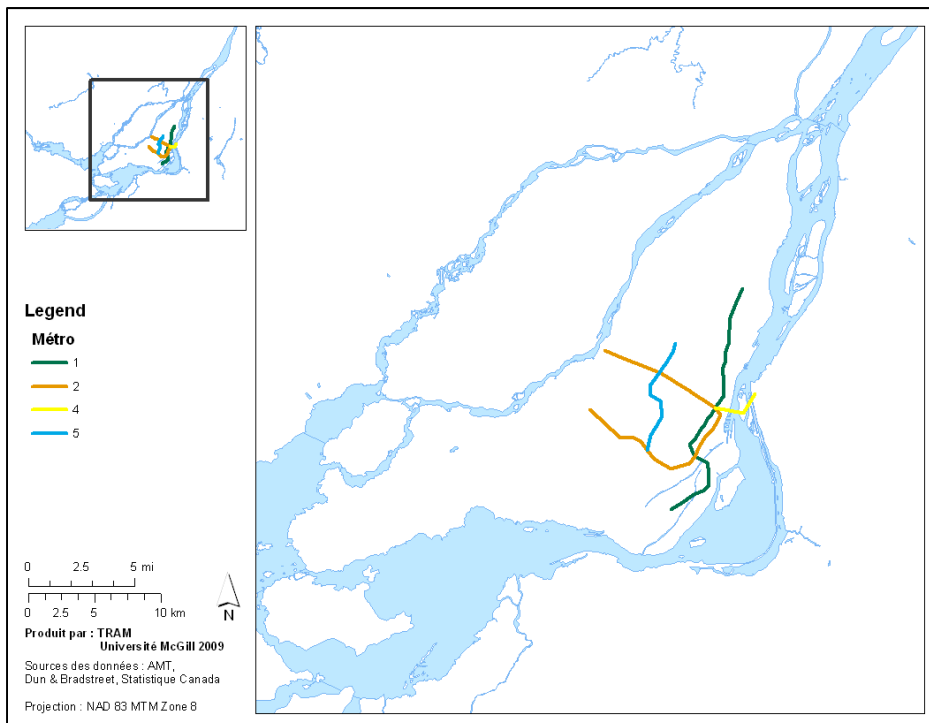 Legend
Métro
1
2
4
5
0 2.5 5 mi
0 2.5 5 10 km
N
Produit par : TRAM
Université McGill 2009
Sources des données : AMT,
Dun & Bradstreet, Statistique Canada
Projection : NAD 83 MTM Zone 8